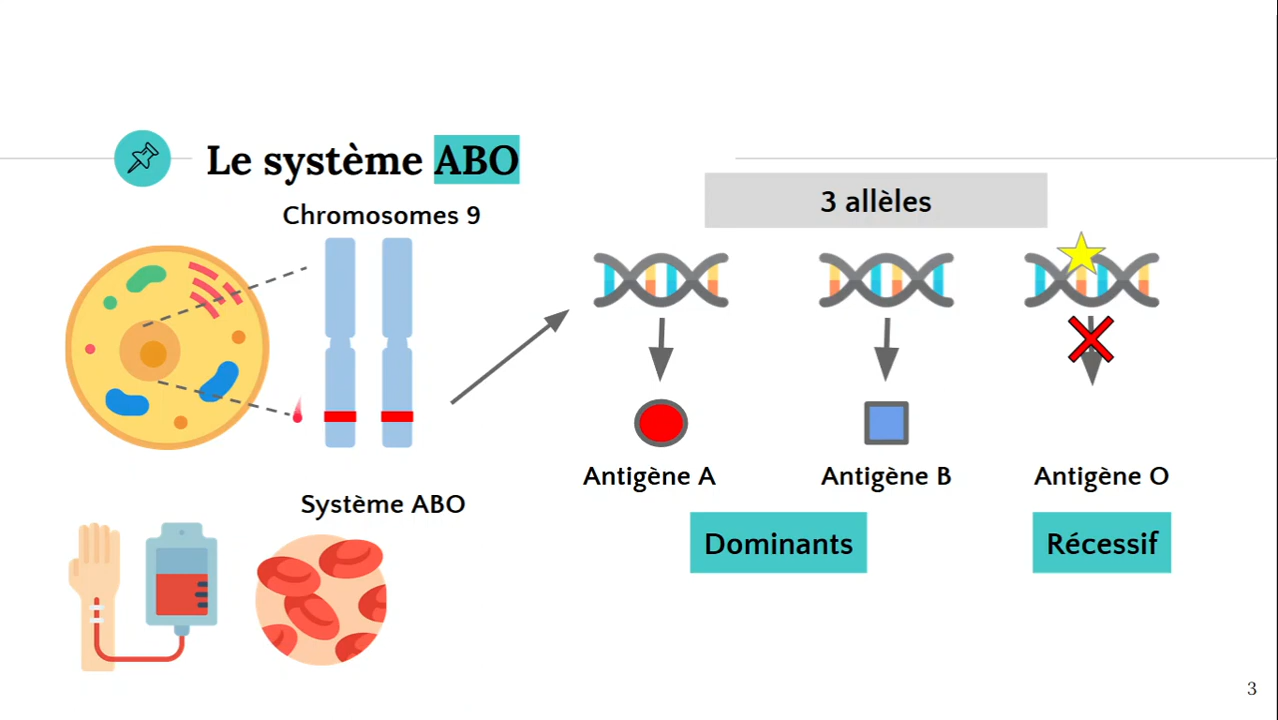 Le système ABO
Chromosomes 9
3 allèles
Antigène A
Antigène B
Antigène O
Système ABO
Dominants
Récessif
3